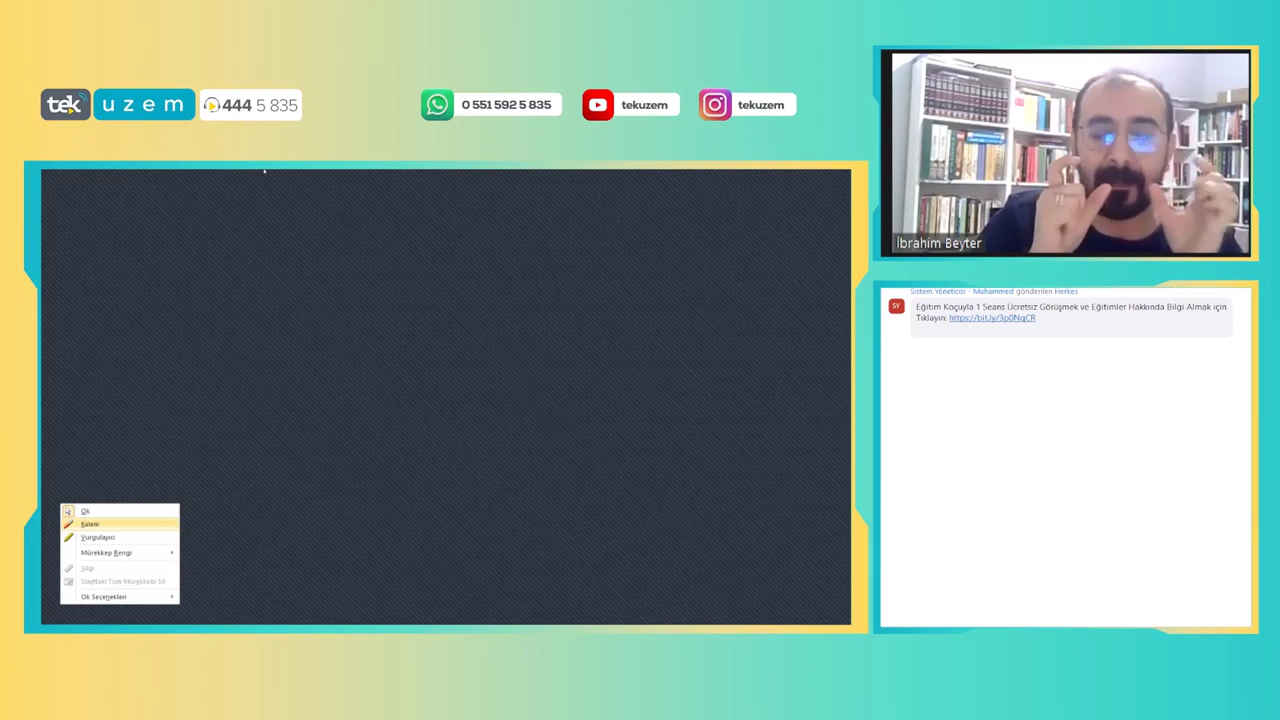 tek uzem 444 5 835
0 551 592 5 835
tekuzem
tekuzem
İbrahim Beyter
Sistem Yöneticisi - Muhammed gönderilen Herkes
SY
Eğitim Koçuyla 1 Seans Ücretsiz Görüşmek ve Eğitimler Hakkında Bilgi Almak için
Tıklayın: https://bit.ly/3p0NqCR
Ok
Kalem
Vurgulayıcı
Mürekkep Rengi
Silgi
Slayttaki Tüm Mürekkebi Sil
Ok Seçenekleri